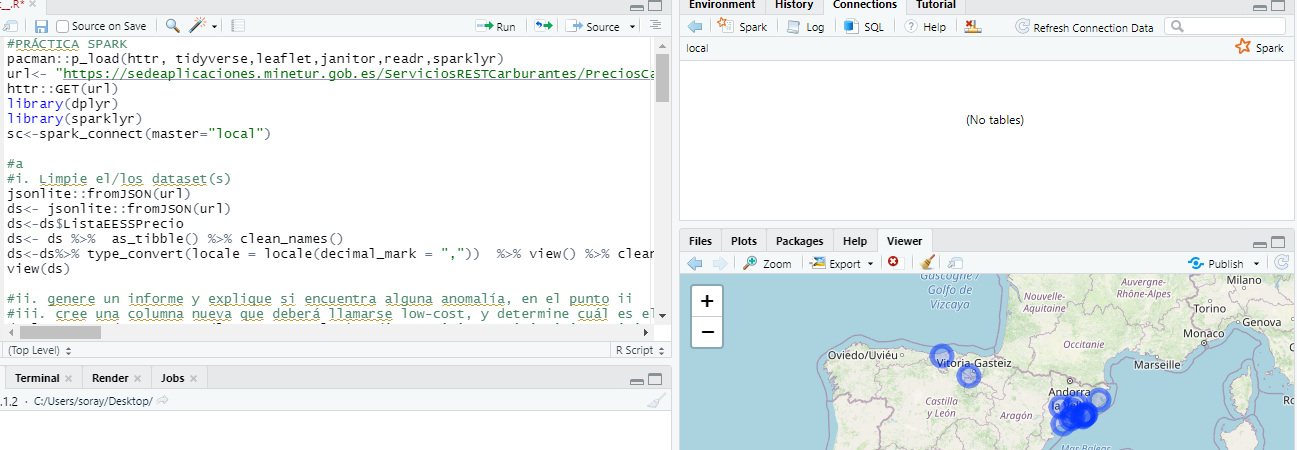 .R* ×
Source on Save Run Source
#PRÁCTICA SPARK
pacman::p_load(httr, tidyverse,leaflet,janitor,readr,sparklyr)
url<- "https://sedeaplicaciones.minetur.gob.es/ServiciosRESTCarburantes/PreciosCa
httr::GET(url)
library(dplyr)
library(sparklyr)
sc<-spark_connect(master="local")
#a
#i. Limpie el/los dataset(s)
jsonlite::fromJSON(url)
ds<- jsonlite::fromJSON(url)
ds<-ds$ListaEESSPrecio
ds<- ds %>% as_tibble() %>% clean_names()
ds<-ds%>% type_convert(locale = locale(decimal_mark = ",")) %>% view() %>% clean
view(ds)
#ii. genere un informe y explique si encuentra alguna anomalía, en el punto ii
#iii. cree una columna nueva que deberá llamarse low-cost, y determine cuál es el
(Top Level) R Script
Terminal × Render × Jobs ×
.1.2 · C:/Users/soray/Desktop/
Environment History Connections Tutorial
Spark Log SQL Help Refresh Connection Data
local Spark
(No tables)
Files Plots Packages Help Viewer
Zoom Export Publish
+
−
Gascogne /
Golfo de
Vizcaya
Nouvelle-
Aquitaine
Auvergne-
Rhône-Alpes
Milano
Torino
Genova
Monaco
Occitanie
Marseille
Oviedo/Uviéu
Vitoria-Gasteiz
Andorra
la
Castilla
y León
Aragón
Mar Balear
Ro